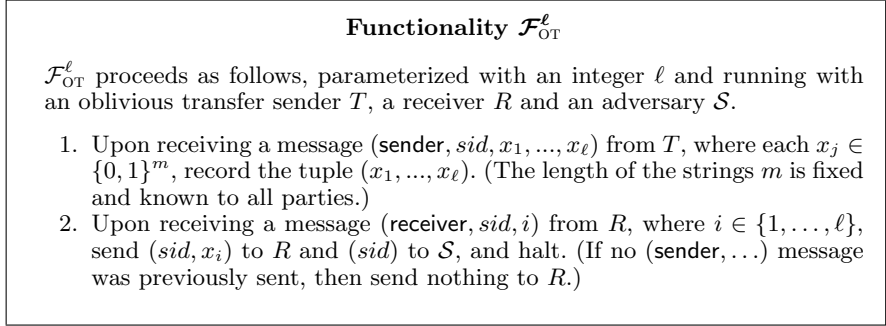 Functionality 𝓕^ℓ_OT
𝓕^ℓ_OT proceeds as follows, parameterized with an integer ℓ and running with
an oblivious transfer sender T, a receiver R and an adversary 𝒮.
1. Upon receiving a message (sender, sid, x₁, ..., x_ℓ) from T, where each x_j ∈
{0, 1}^m, record the tuple (x₁, ..., x_ℓ). (The length of the strings m is fixed
and known to all parties.)
2. Upon receiving a message (receiver, sid, i) from R, where i ∈ {1, . . . , ℓ},
send (sid, x_i) to R and (sid) to 𝒮, and halt. (If no (sender, . . .) message
was previously sent, then send nothing to R.)